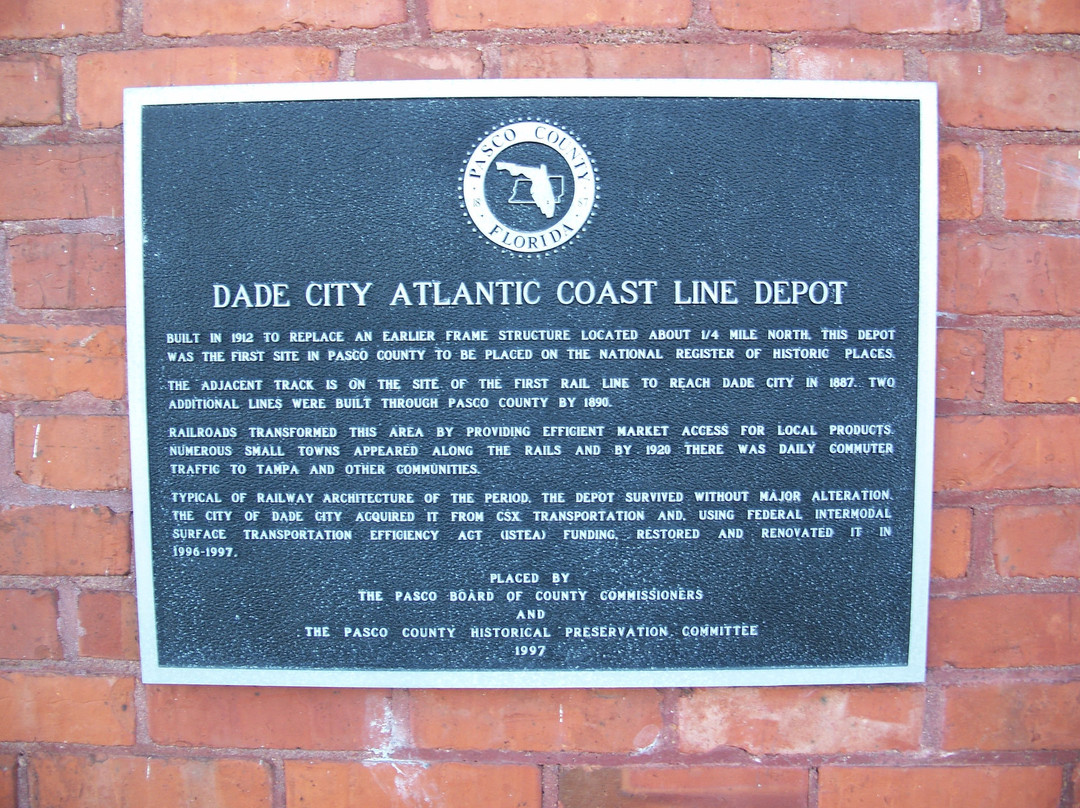 PASCO COUNTY
18 87
FLORIDA
DADE CITY ATLANTIC COAST LINE DEPOT
BUILT IN 1912 TO REPLACE AN EARLIER FRAME STRUCTURE LOCATED ABOUT 1/4 MILE NORTH, THIS DEPOT
WAS THE FIRST SITE IN PASCO COUNTY TO BE PLACED ON THE NATIONAL REGISTER OF HISTORIC PLACES.
THE ADJACENT TRACK IS ON THE SITE OF THE FIRST RAIL LINE TO REACH DADE CITY IN 1887. TWO
ADDITIONAL LINES WERE BUILT THROUGH PASCO COUNTY BY 1890.
RAILROADS TRANSFORMED THIS AREA BY PROVIDING EFFICIENT MARKET ACCESS FOR LOCAL PRODUCTS.
NUMEROUS SMALL TOWNS APPEARED ALONG THE RAILS AND BY 1920 THERE WAS DAILY COMMUTER
TRAFFIC TO TAMPA AND OTHER COMMUNITIES.
TYPICAL OF RAILWAY ARCHITECTURE OF THE PERIOD, THE DEPOT SURVIVED WITHOUT MAJOR ALTERATION.
THE CITY OF DADE CITY ACQUIRED IT FROM CSX TRANSPORTATION AND, USING FEDERAL INTERMODAL
SURFACE TRANSPORTATION EFFICIENCY ACT (ISTEA) FUNDING, RESTORED AND RENOVATED IT IN
1996-1997.
PLACED BY
THE PASCO BOARD OF COUNTY COMMISSIONERS
AND
THE PASCO COUNTY HISTORICAL PRESERVATION COMMITTEE
1997